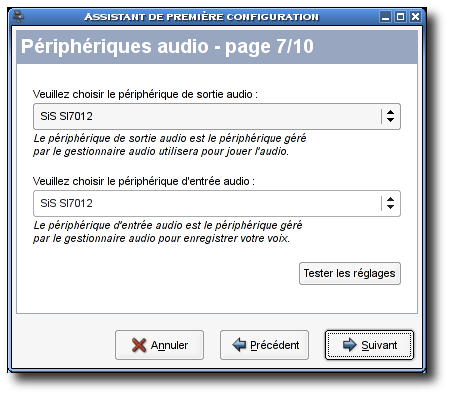 Assistant de première configuration
Périphériques audio - page 7/10
Veuillez choisir le périphérique de sortie audio :
SiS SI7012
Le périphérique de sortie audio est le périphérique géré
par le gestionnaire audio utilisera pour jouer l'audio.
Veuillez choisir le périphérique d'entrée audio :
SiS SI7012
Le périphérique d'entrée audio est le périphérique géré
par le gestionnaire audio pour enregistrer votre voix.
Tester les réglages
Annuler
Précédent
Suivant